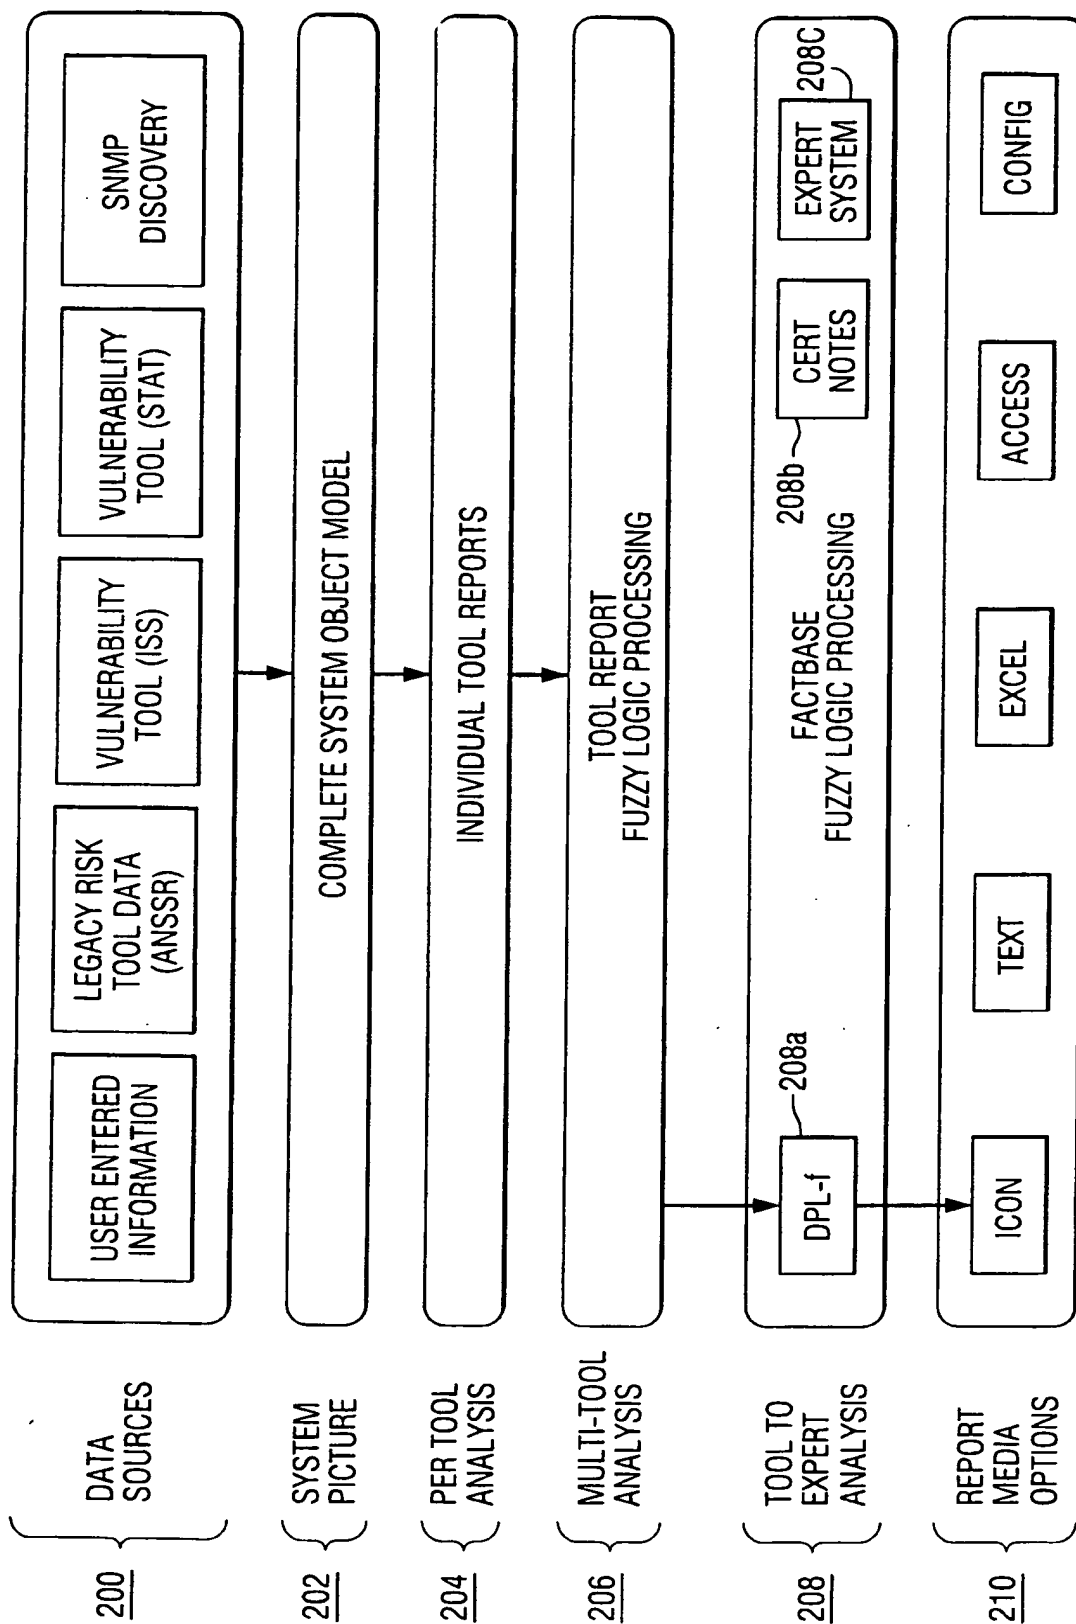 200
DATA
SOURCES
USER ENTERED
INFORMATION
LEGACY RISK
TOOL DATA
(ANSSR)
VULNERABILITY
TOOL (ISS)
VULNERABILITY
TOOL (STAT)
SNMP
DISCOVERY
202
SYSTEM
PICTURE
COMPLETE SYSTEM OBJECT MODEL
204
PER TOOL
ANALYSIS
INDIVIDUAL TOOL REPORTS
206
MULTI-TOOL
ANALYSIS
TOOL REPORT
FUZZY LOGIC PROCESSING
208
TOOL TO
EXPERT
ANALYSIS
DPL-f
208a
FACTBASE
FUZZY LOGIC PROCESSING
208b
CERT
NOTES
EXPERT
SYSTEM
208C
210
REPORT
MEDIA
OPTIONS
ICON
TEXT
EXCEL
ACCESS
CONFIG